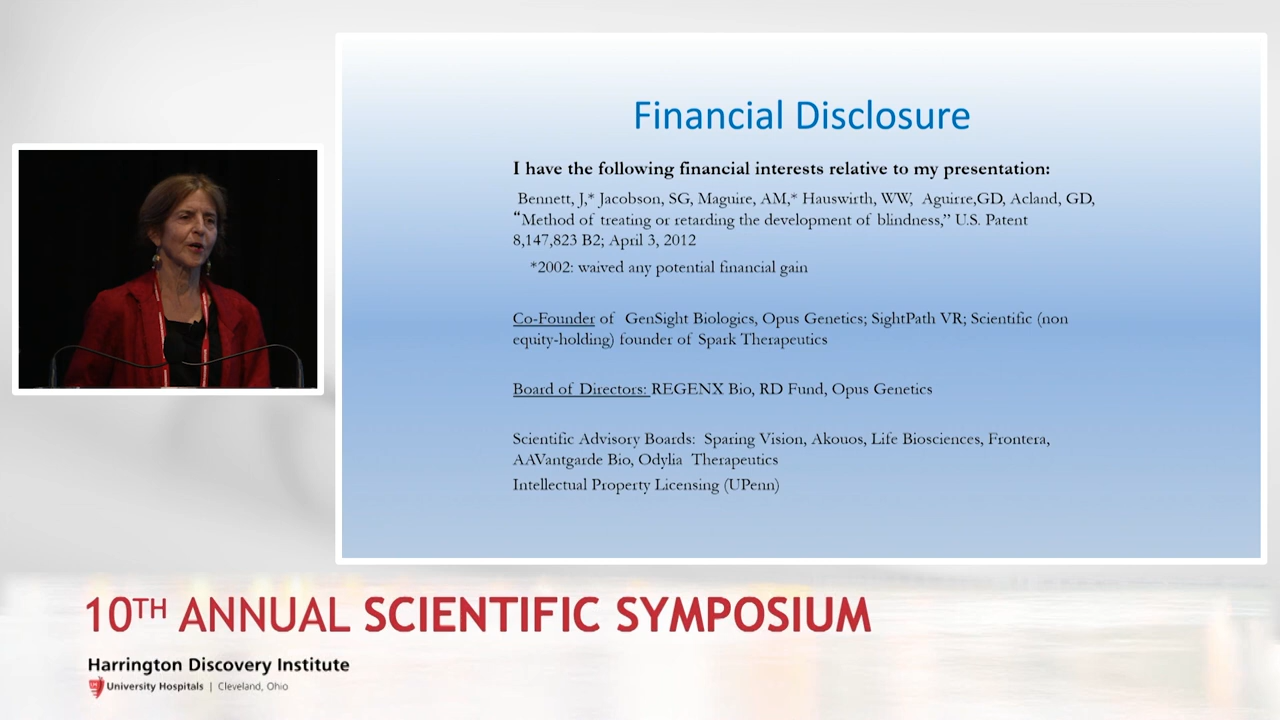 Financial Disclosure
I have the following financial interests relative to my presentation:
Bennett, J,* Jacobson, SG, Maguire, AM,* Hauswirth, WW, Aguirre,GD, Acland, GD,
“Method of treating or retarding the development of blindness,” U.S. Patent
8,147,823 B2; April 3, 2012
*2002: waived any potential financial gain
Co-Founder of GenSight Biologics, Opus Genetics; SightPath VR; Scientific (non
equity-holding) founder of Spark Therapeutics
Board of Directors: REGENX Bio, RD Fund, Opus Genetics
Scientific Advisory Boards: Sparing Vision, Akouos, Life Biosciences, Frontera,
AAVantgarde Bio, Odylia Therapeutics
Intellectual Property Licensing (UPenn)
10TH ANNUAL SCIENTIFIC SYMPOSIUM
Harrington Discovery Institute
University Hospitals | Cleveland, Ohio